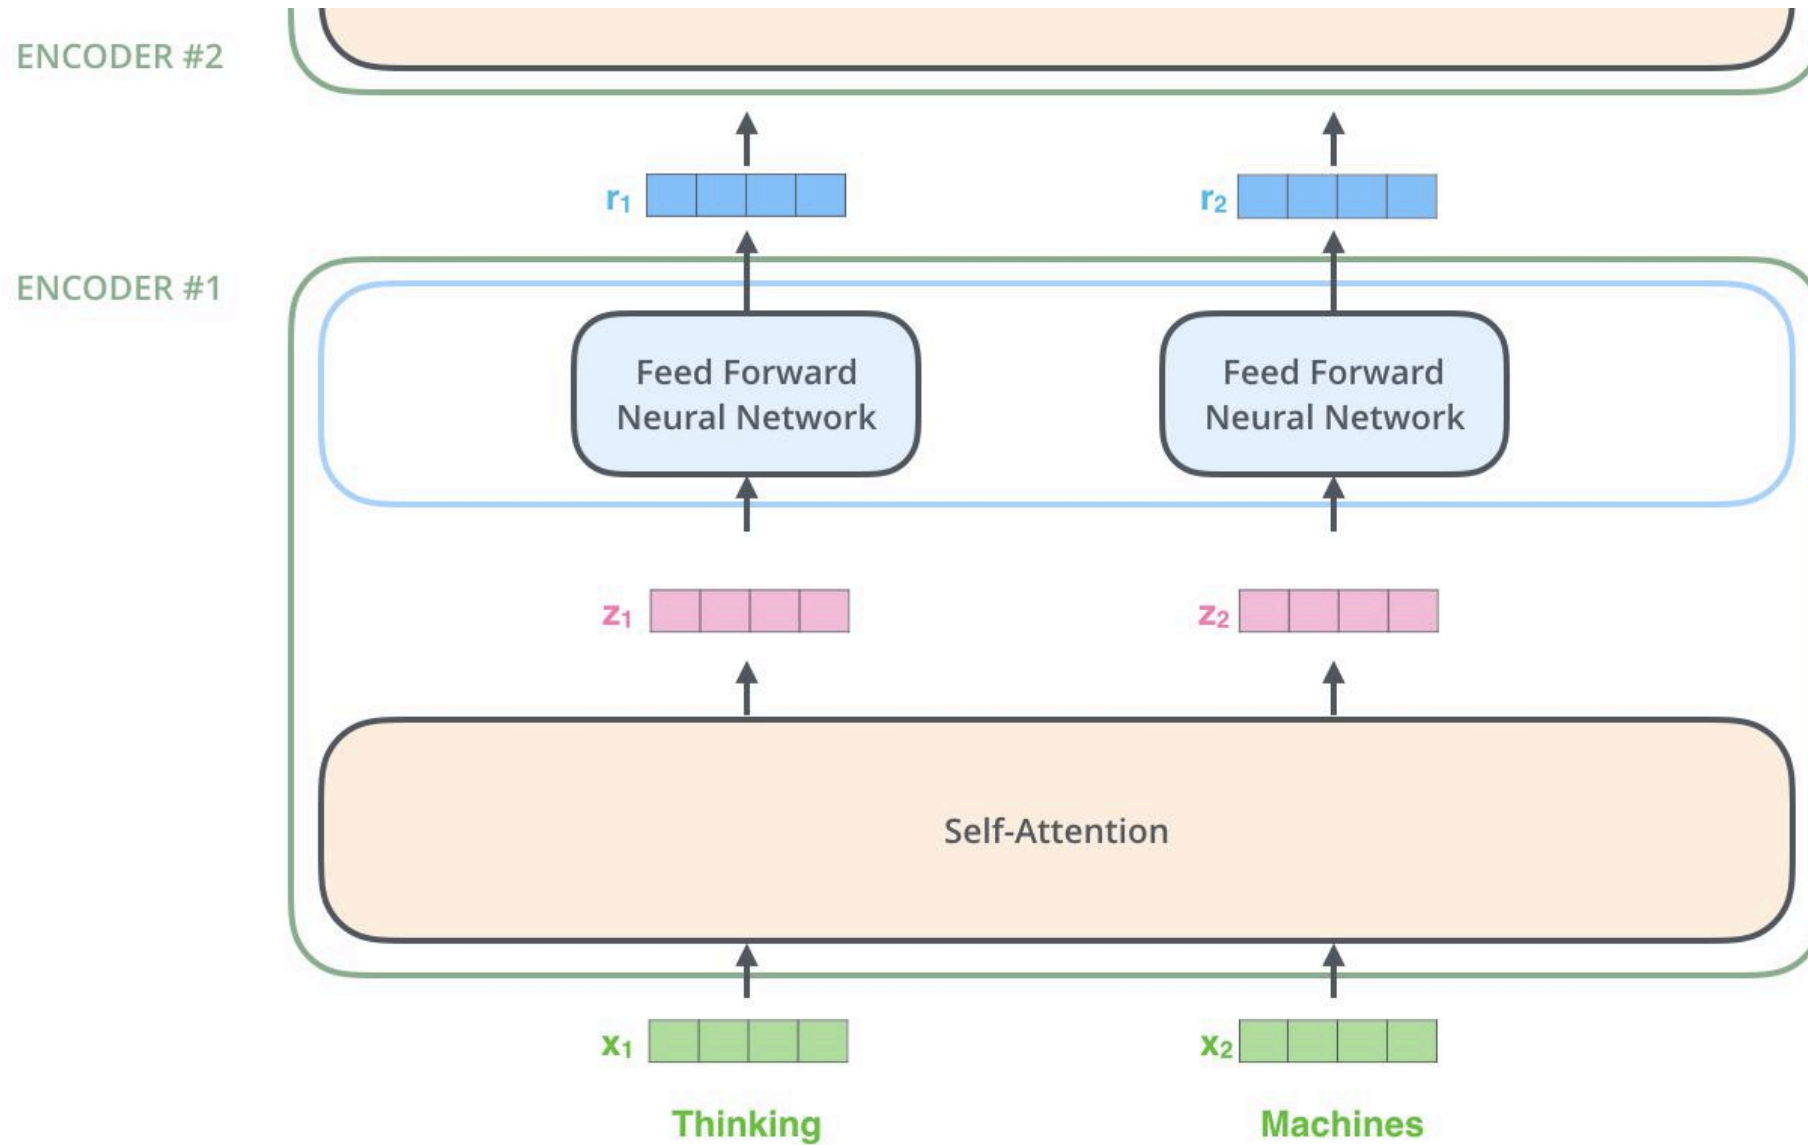 ENCODER #2
r₁
r₂
ENCODER #1
Feed Forward
Neural Network
Feed Forward
Neural Network
z₁
z₂
Self-Attention
x₁
x₂
Thinking
Machines